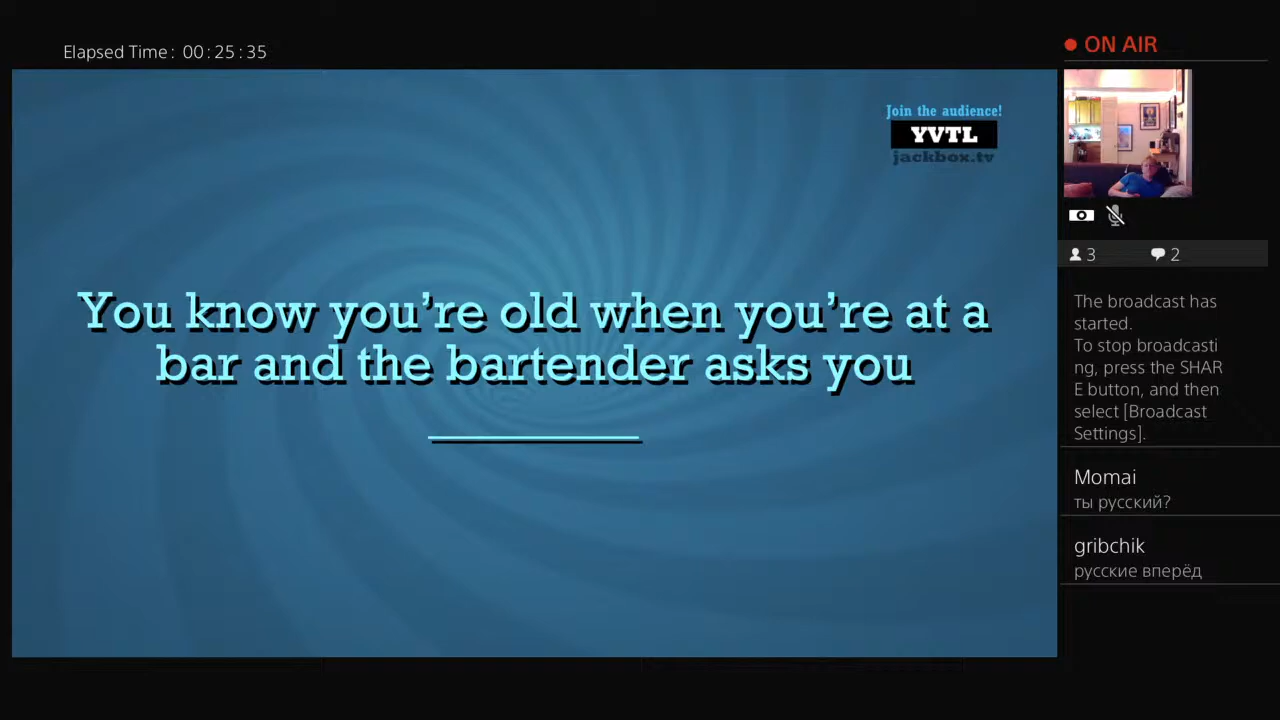 Elapsed Time: 00:25:35
ON AIR
Join the audience!
YVTL
jackbox.tv
You know you’re old when you’re at a
bar and the bartender asks you
3
2
The broadcast has
started.
To stop broadcasti
ng, press the SHAR
E button, and then
select [Broadcast
Settings].
Momai
ты русский?
gribchik
русские вперёд